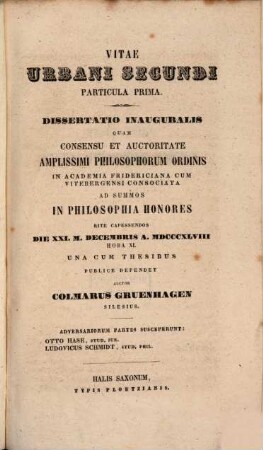 VITAE
URBANI SECUNDI
PARTICULA PRIMA.
DISSERTATIO INAUGURALIS
QUAM
CONSENSU ET AUCTORITATE
AMPLISSIMI PHILOSOPHORUM ORDINIS
IN ACADEMIA FRIDERICIANA CUM
VITEBERGENSI CONSOCIATA
AD SUMMOS
IN PHILOSOPHIA HONORES
RITE CAPESSENDOS
DIE XXI. M. DECEMBRIS A. MDCCCXLVIII
HORA XI.
UNA CUM THESIBUS
PUBLICE DEFENDET
AUCTOR
COLMARUS GRUENHAGEN
SILESIUS.
ADVERSARIORUM PARTES SUSCEPERUNT:
OTTO HASE, STUD. JUR.
LUDOVICUS SCHMIDT, STUD. PHIL.
HALIS SAXONUM,
TYPIS PLOETZIANIS.